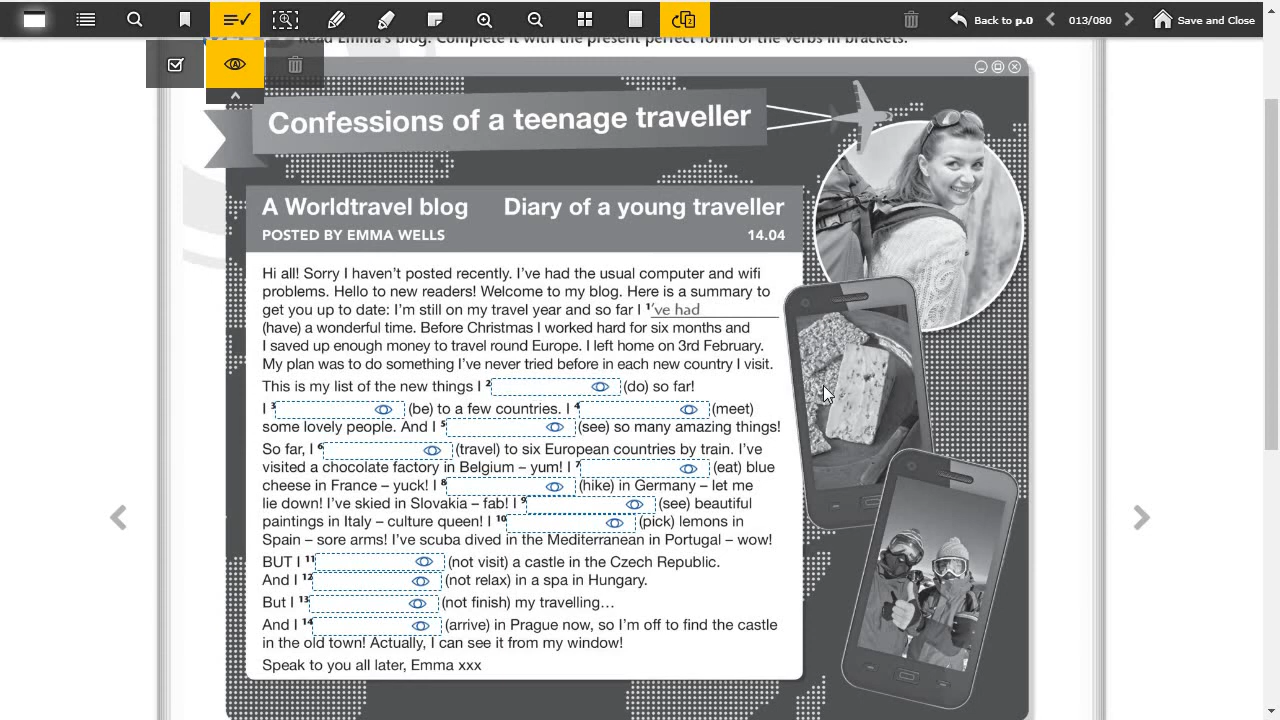 Back to p.0
013/080
Save and Close
Read Emma's blog. Complete it with the present perfect form of the verbs in brackets.
Confessions of a teenage traveller
A Worldtravel blog Diary of a young traveller
POSTED BY EMMA WELLS 14.04
Hi all! Sorry I haven't posted recently. I've had the usual computer and wifi
problems. Hello to new readers! Welcome to my blog. Here is a summary to
get you up to date: I'm still on my travel year and so far I 1 've had
(have) a wonderful time. Before Christmas I worked hard for six months and
I saved up enough money to travel round Europe. I left home on 3rd February.
My plan was to do something I've never tried before in each new country I visit.
This is my list of the new things I 2 (do) so far!
I 3 (be) to a few countries. I 4 (meet)
some lovely people. And I 5 (see) so many amazing things!
So far, I 6 (travel) to six European countries by train. I've
visited a chocolate factory in Belgium – yum! I 7 (eat) blue
cheese in France – yuck! I 8 (hike) in Germany – let me
lie down! I've skied in Slovakia – fab! I 9 (see) beautiful
paintings in Italy – culture queen! I 10 (pick) lemons in
Spain – sore arms! I've scuba dived in the Mediterranean in Portugal – wow!
BUT I 11 (not visit) a castle in the Czech Republic.
And I 12 (not relax) in a spa in Hungary.
But I 13 (not finish) my travelling…
And I 14 (arrive) in Prague now, so I'm off to find the castle
in the old town! Actually, I can see it from my window!
Speak to you all later, Emma xxx